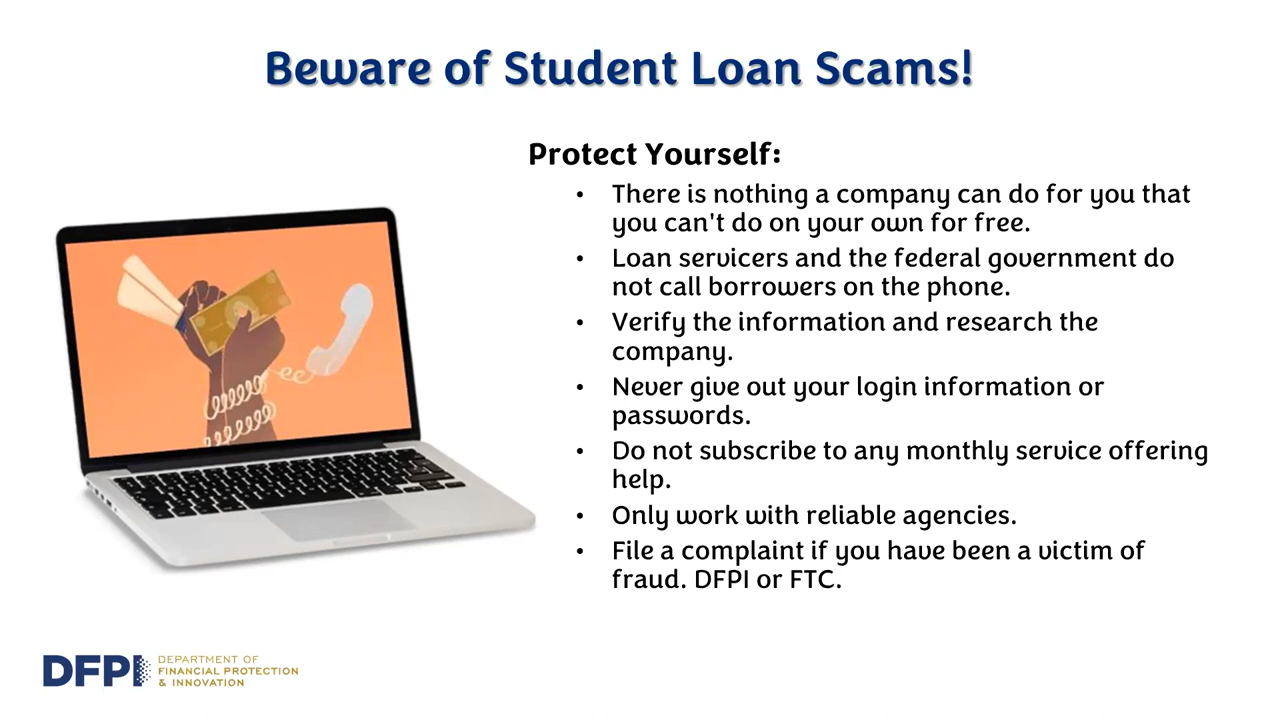 Beware of Student Loan Scams!
Protect Yourself:
• There is nothing a company can do for you that
you can't do on your own for free.
• Loan servicers and the federal government do
not call borrowers on the phone.
• Verify the information and research the
company.
• Never give out your login information or
passwords.
• Do not subscribe to any monthly service offering
help.
• Only work with reliable agencies.
• File a complaint if you have been a victim of
fraud. DFPI or FTC.
DFPI
DEPARTMENT OF
FINANCIAL PROTECTION
& INNOVATION